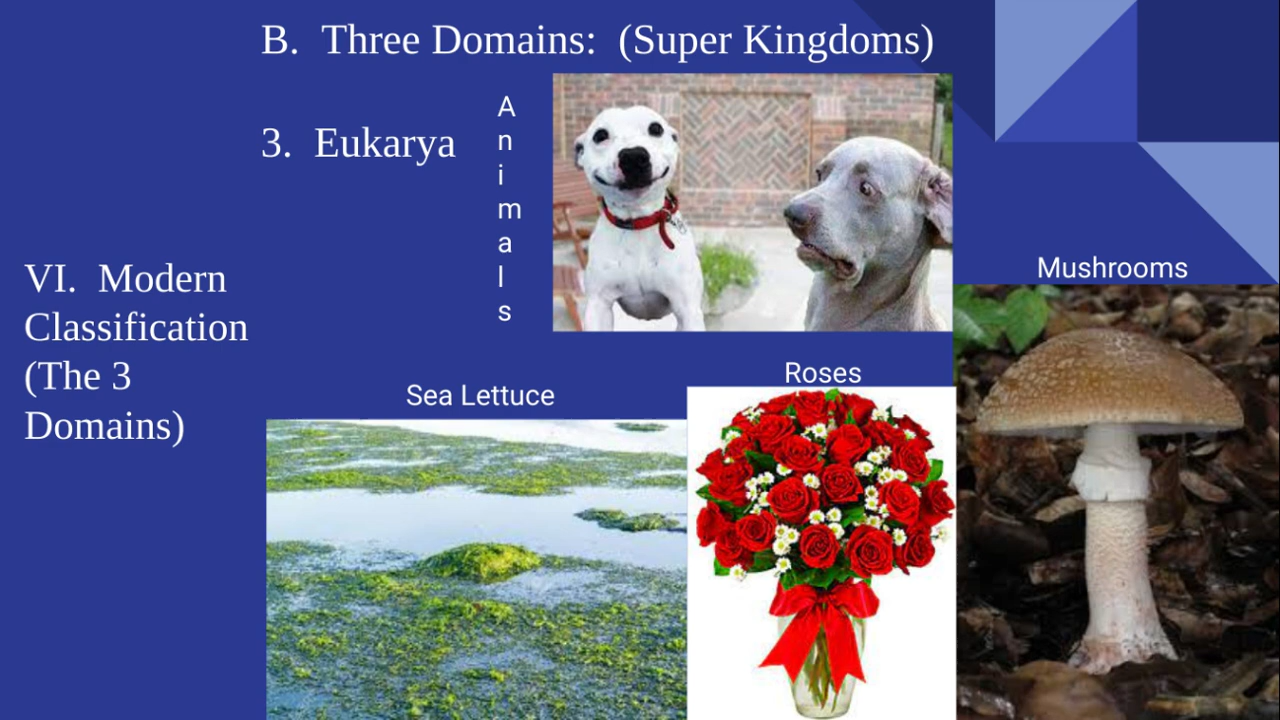 B.  Three Domains:  (Super Kingdoms)
3.  Eukarya
A
n
i
m
a
l
s
VI.  Modern
Classification
(The 3
Domains)
Mushrooms
Roses
Sea Lettuce